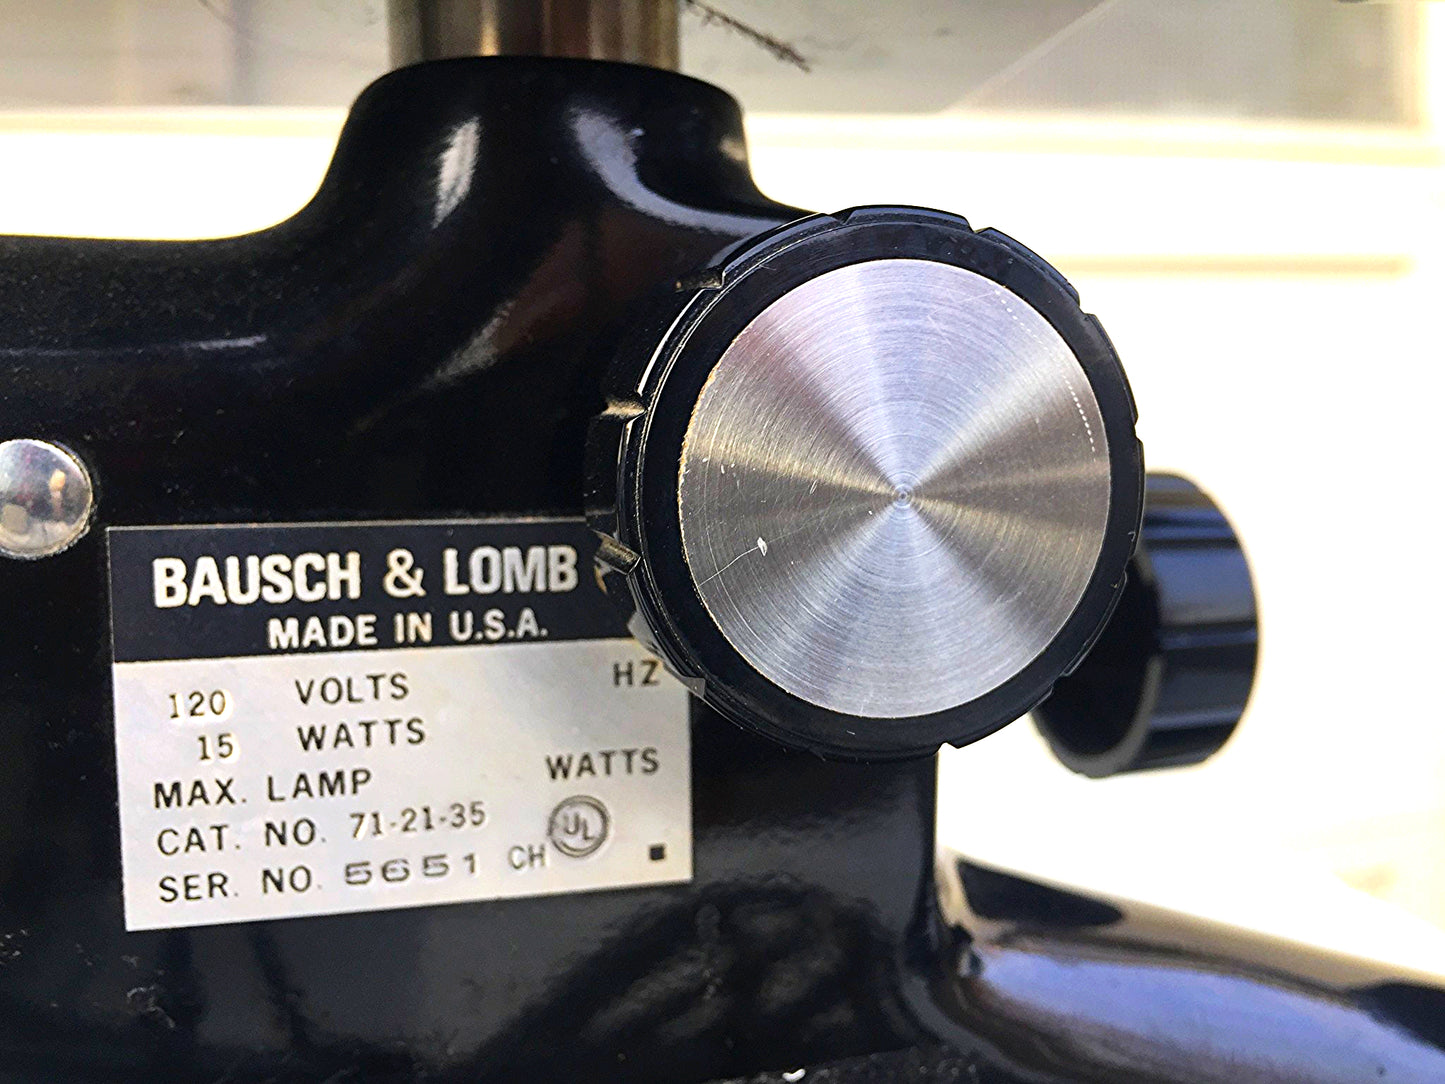 BAUSCH & LOMB
MADE IN U.S.A.
120 VOLTS HZ
15 WATTS
MAX. LAMP WATTS
CAT. NO. 71-21-35 UL
SER. NO. 5651 CH